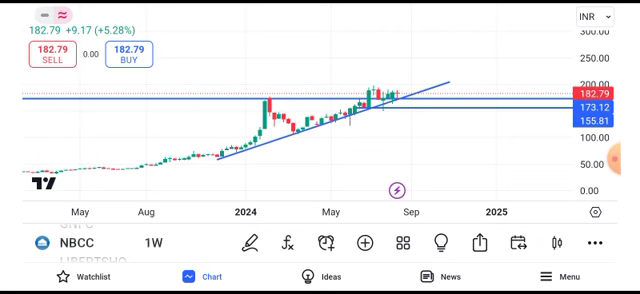 INR
182.79 +9.17 (+5.28%)
300.00
182.79 0.00 182.79
SELL BUY
250.00
200.00
182.79
173.12
155.81
100.00
50.00
0.00
May Aug 2024 May Sep 2025
NBCC 1W
Watchlist Chart Ideas News Menu